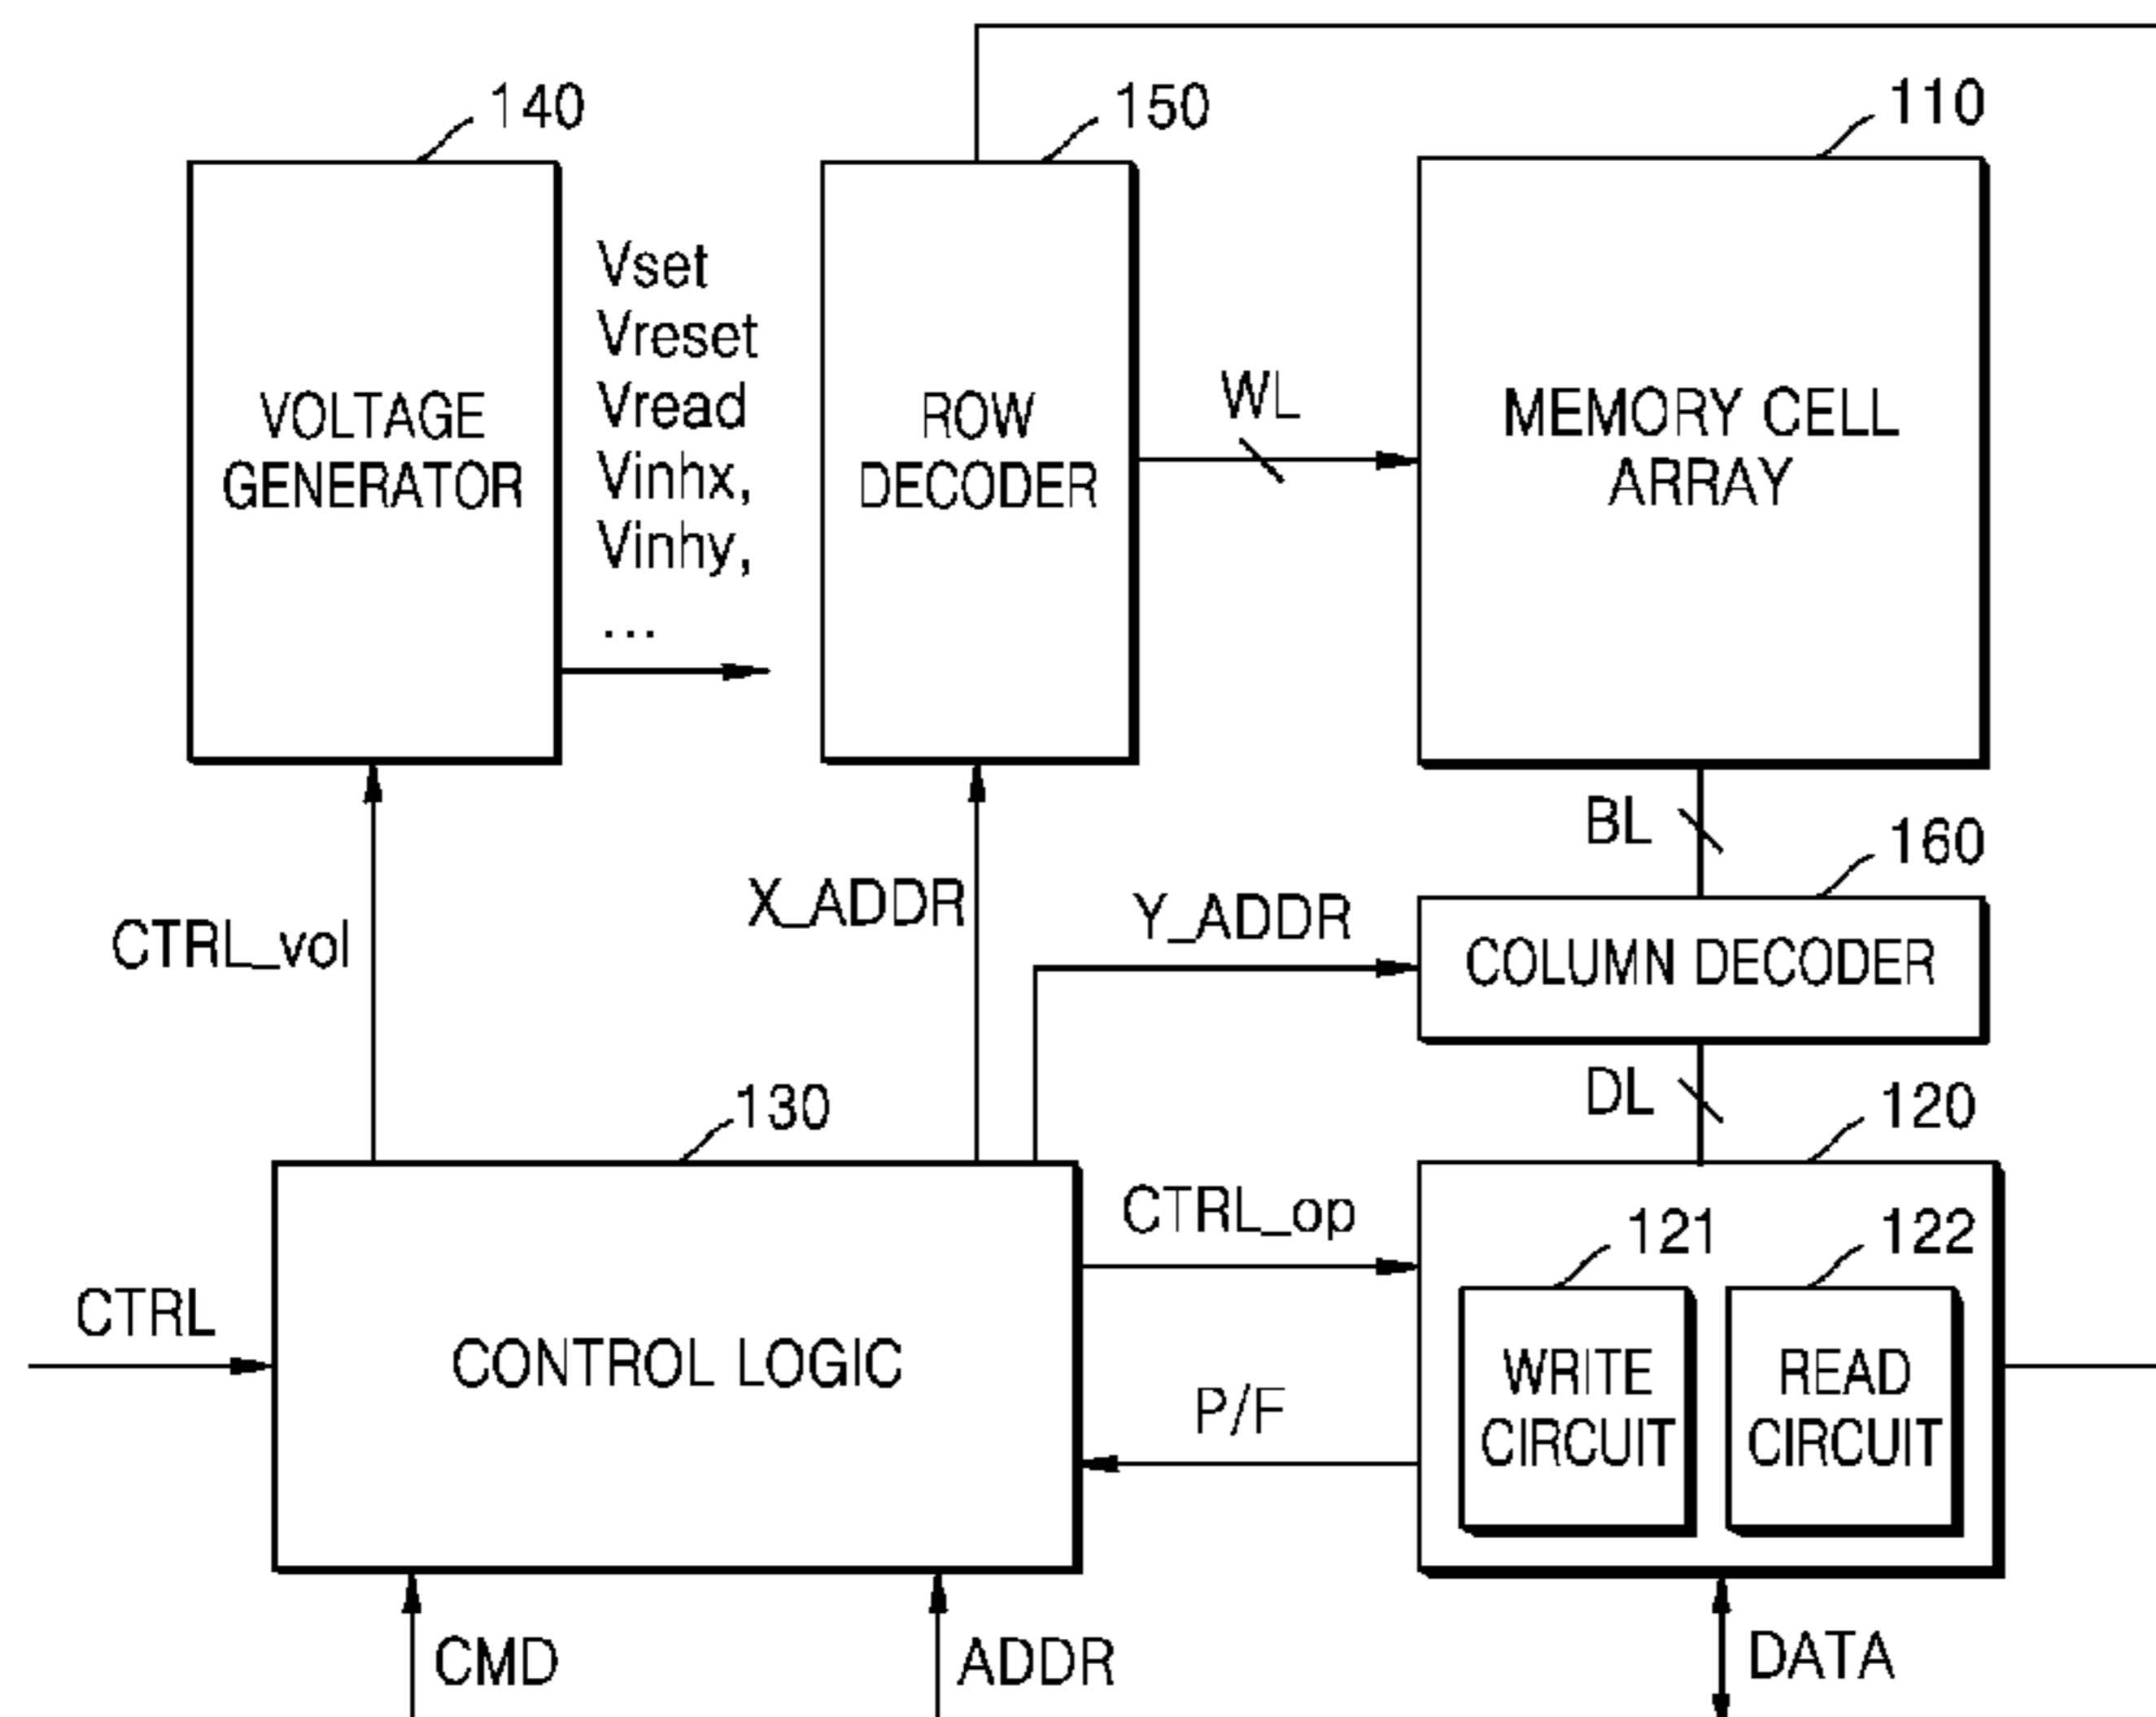 140
150
110
Vset
Vreset
Vread
Vinhx,
Vinhy,
...
VOLTAGE
GENERATOR
ROW
DECODER
WL
MEMORY CELL
ARRAY
BL
160
CTRL_vol
X_ADDR
Y_ADDR
COLUMN DECODER
DL
130
120
CTRL_op
121
122
CTRL
CONTROL LOGIC
P/F
WRITE
CIRCUIT
READ
CIRCUIT
CMD
ADDR
DATA